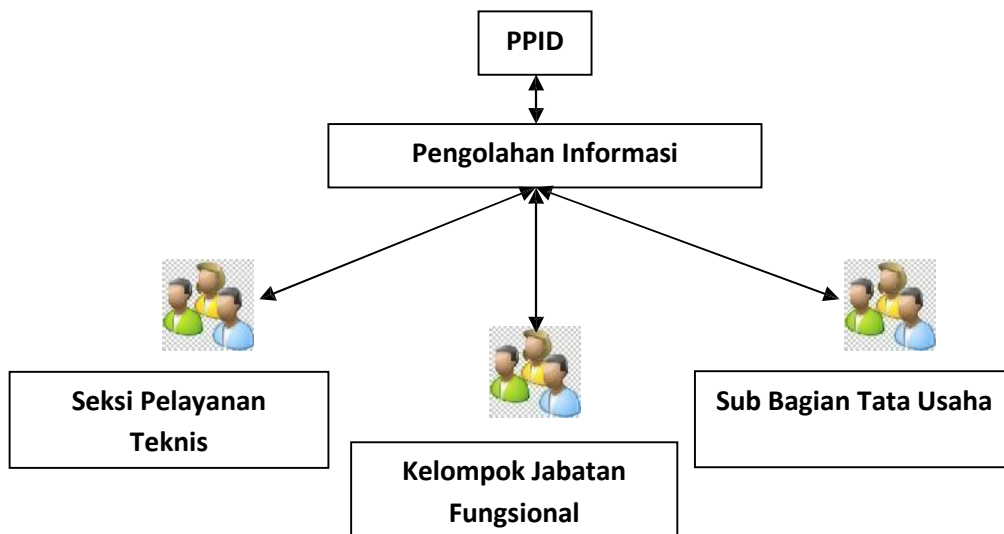 PPID
Pengolahan Informasi
Seksi Pelayanan
Teknis
Kelompok Jabatan
Fungsional
Sub Bagian Tata Usaha